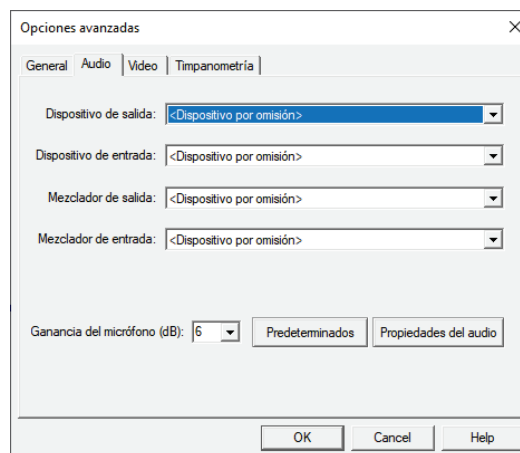 Opciones avanzadas
General Audio Video Timpanometría
Dispositivo de salida: <Dispositivo por omisión>
Dispositivo de entrada: <Dispositivo por omisión>
Mezclador de salida: <Dispositivo por omisión>
Mezclador de entrada: <Dispositivo por omisión>
Ganancia del micrófono (dB): 6 Predeterminados Propiedades del audio
OK Cancel Help